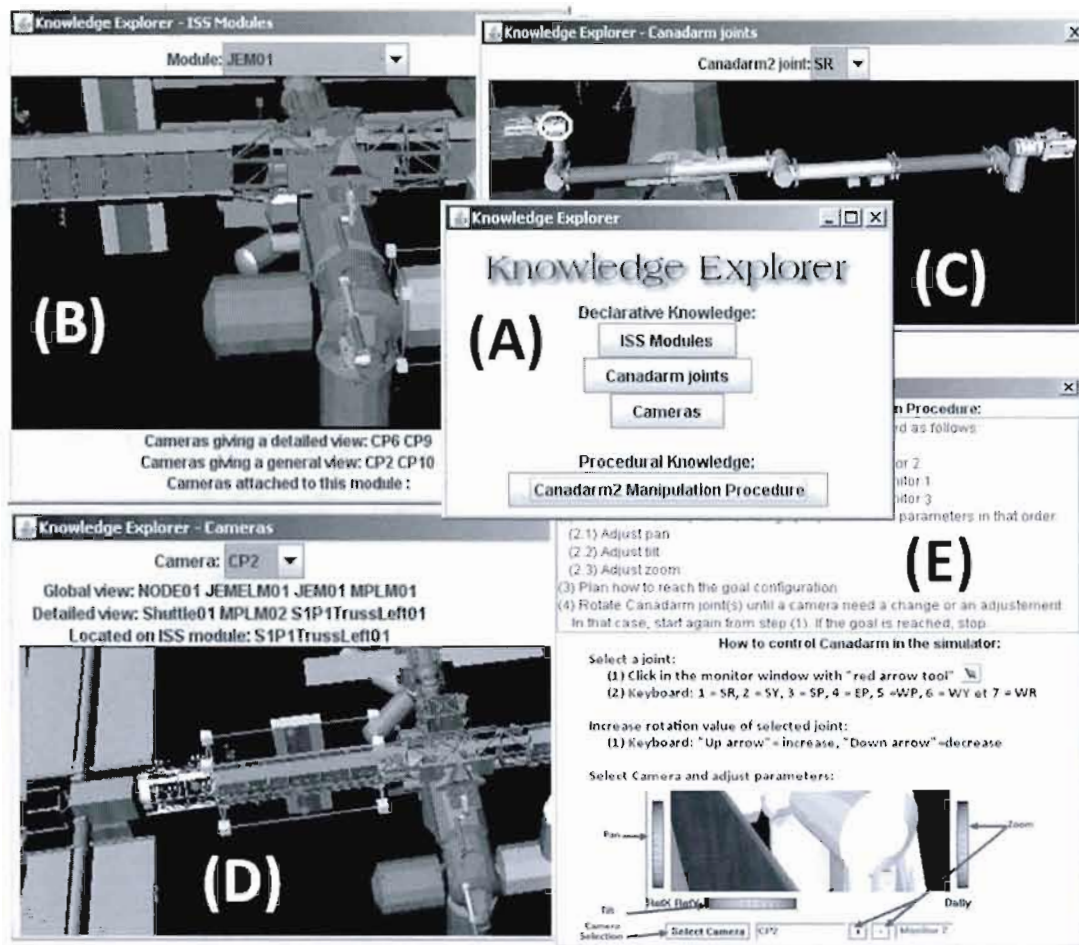 Knowledge Explorer - ISS Modules
Module: JEM01
(B)
Cameras giving a detailed view: CP6 CP9
Cameras giving a general view: CP2 CP10
Cameras attached to this module :
Knowledge Explorer - Canadarm joints
Canadarm2 joint: SR
(C)
Knowledge Explorer
Knowledge Explorer
(A)
Declarative Knowledge:
ISS Modules
Canadarm joints
Cameras
Procedural Knowledge:
Canadarm2 Manipulation Procedure
Knowledge Explorer - Cameras
Camera: CP2
Global view: NODE01 JEMELM01 JEM01 MPLM01
Detailed view: Shuttle01 MPLM02 S1P1TrussLeft01
Located on ISS module: S1P1TrussLeft01
(D)
Procedure:
as follows
2
1
3
parameters in that order
(2.1) Adjust pan
(2.2) Adjust tilt
(2.3) Adjust zoom
(E)
(3) Plan how to reach the goal configuration
(4) Rotate Canadarm joint(s) until a camera need a change or an adjustement
In that case, start again from step (1). If the goal is reached, stop
How to control Canadarm in the simulator:
Select a joint:
(1) Click in the monitor window with "red arrow tool"
(2) Keyboard: 1 = SR, 2 = SY, 3 = SP, 4 = EP, 5 =WP, 6 = WY et 7 = WR
Increase rotation value of selected joint:
(1) Keyboard: "Up arrow"= increase, "Down arrow"=decrease
Select Camera and adjust parameters:
Pan
Zoom
Tilt
Dally
Camera
Selection
Select Camera
CP2
+
-
Monitor